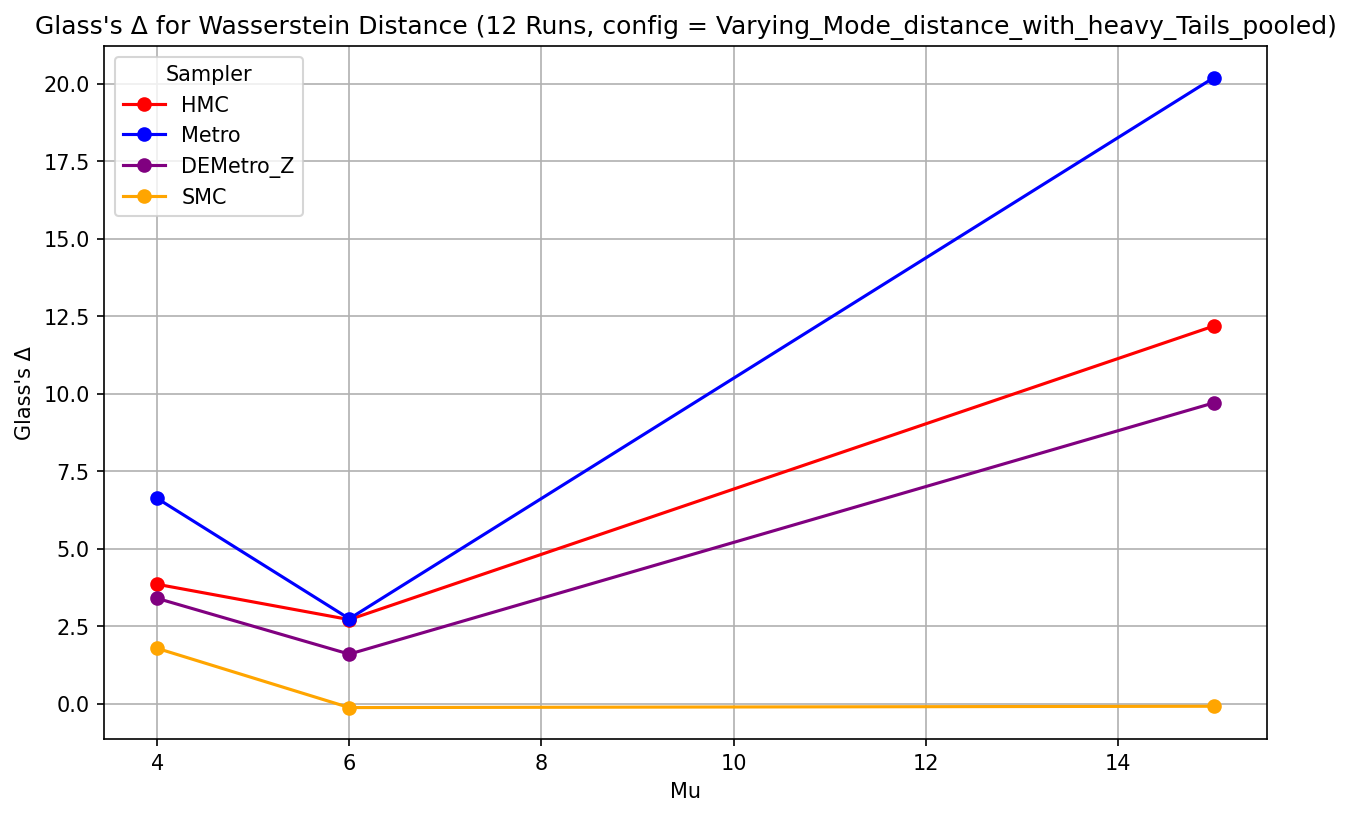 Glass's Δ for Wasserstein Distance (12 Runs, config = Varying_Mode_distance_with_heavy_Tails_pooled)
Sampler
HMC
Metro
DEMetro_Z
SMC
Glass's Δ
20.0
17.5
15.0
12.5
10.0
7.5
5.0
2.5
0.0
4 6 8 10 12 14
Mu